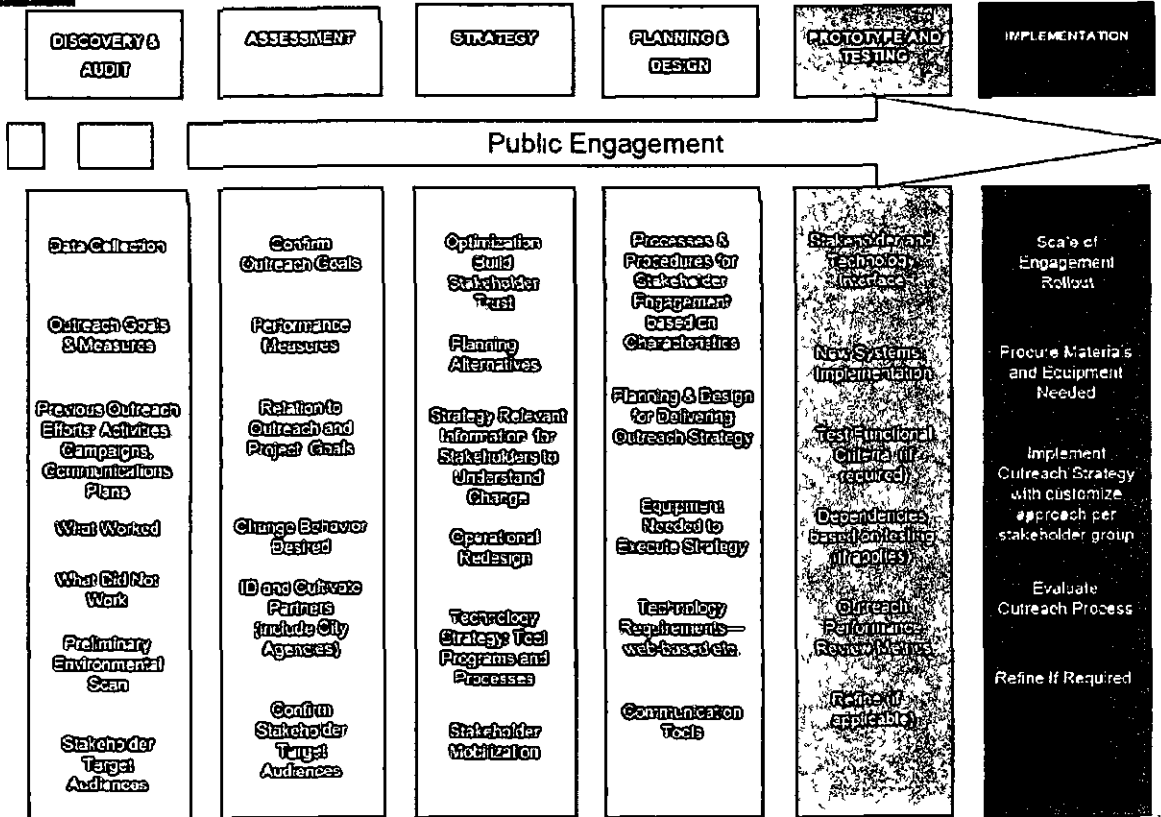 DISCOVERY &
AUDIT
ASSESSMENT
STRATEGY
PLANNING &
DESIGN
PROTOTYPE AND
TESTING
IMPLEMENTATION
Public Engagement
Data Collection
Outreach Goals
& Measures
Previous Outreach
Efforts: Activities,
Campaigns,
Communications
Plans
What Worked
What Did Not
Work
Preliminary
Environmental
Scan
Stakeholder
Target
Audiences
Confirm
Outreach Goals
Performance
Measures
Relation to
Outreach and
Project Goals
Change Behavior
Desired
ID and Cultivate
Partners
(include City
Agencies)
Confirm
Stakeholder
Target
Audiences
Optimization
Build
Stakeholder
Trust
Planning
Alternatives
Strategy Relevant
Information for
Stakeholders to
Understand
Change
Operational
Redesign
Technology
Strategy: Tool
Programs and
Processes
Stakeholder
Mobilization
Processes &
Procedures for
Stakeholder
Engagement
based on
Characteristics
Planning & Design
for Delivering
Outreach Strategy
Equipment
Needed to
Execute Strategy
Technology
Requirements—
web-based etc.
Communication
Tools
Stakeholder and
Technology
Interface
New Systems
Implementation
Test Functional
Criteria (if
required)
Dependencies
based on testing
(if applies)
Outreach
Performance
Review Metrics
Refine (if
applicable)
Scale of
Engagement
Rollout
Procure Materials
and Equipment
Needed
Implement
Outreach Strategy
with customize
approach per
stakeholder group
Evaluate
Outreach Process
Refine If Required